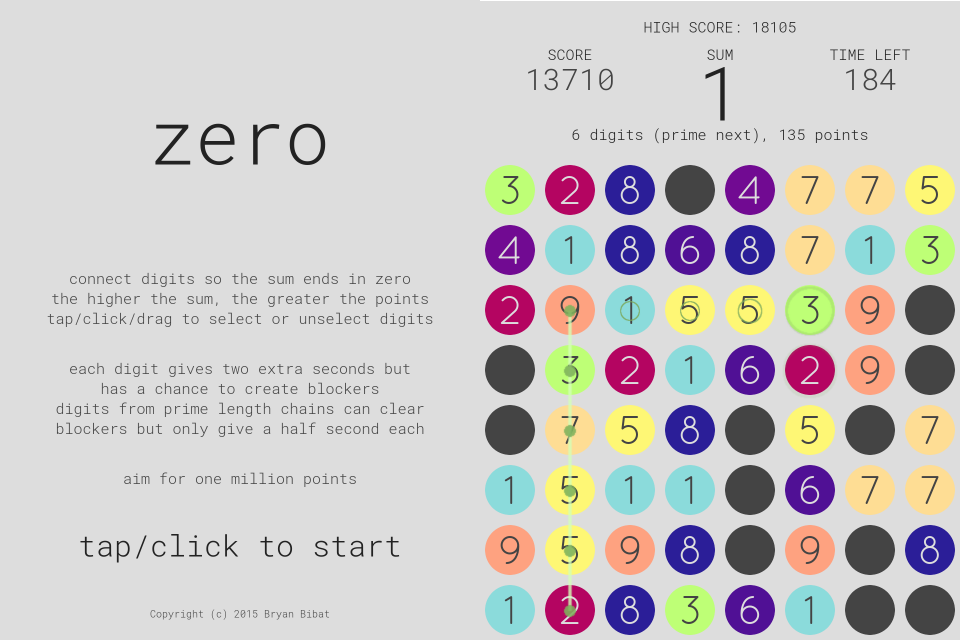 zero
connect digits so the sum ends in zero
the higher the sum, the greater the points
tap/click/drag to select or unselect digits
each digit gives two extra seconds but
has a chance to create blockers
digits from prime length chains can clear
blockers but only give a half second each
aim for one million points
tap/click to start
Copyright (c) 2015 Bryan Bibat
HIGH SCORE: 18105
SCORE SUM TIME LEFT
13710 1 184
6 digits (prime next), 135 points
3 2 8 4 7 7 5
4 1 8 6 8 7 1 3
2 9 1 5 5 3 9
3 2 1 6 2 9
7 5 8 5 7
1 5 1 1 6 7 7
9 5 9 8 9 8
1 2 8 3 6 1